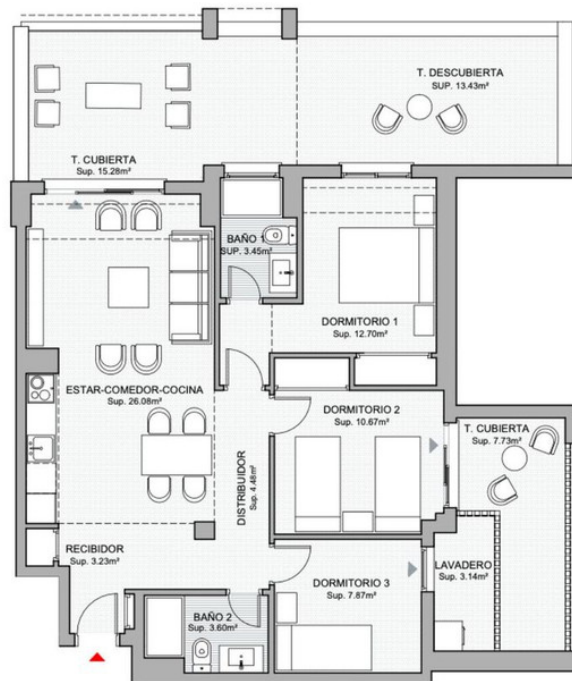 T. DESCUBIERTA
SUP. 13.43m²
T. CUBIERTA
Sup. 15.28m²
BAÑO 1
SUP. 3.45m²
DORMITORIO 1
Sup. 12.70m²
ESTAR-COMEDOR-COCINA
Sup. 26.08m²
DORMITORIO 2
Sup. 10.67m²
T. CUBIERTA
Sup. 7.73m²
DISTRIBUIDOR
Sup. 4.48m²
RECIBIDOR
Sup. 3.23m²
DORMITORIO 3
Sup. 7.87m²
LAVADERO
Sup. 3.14m²
BAÑO 2
Sup. 3.60m²